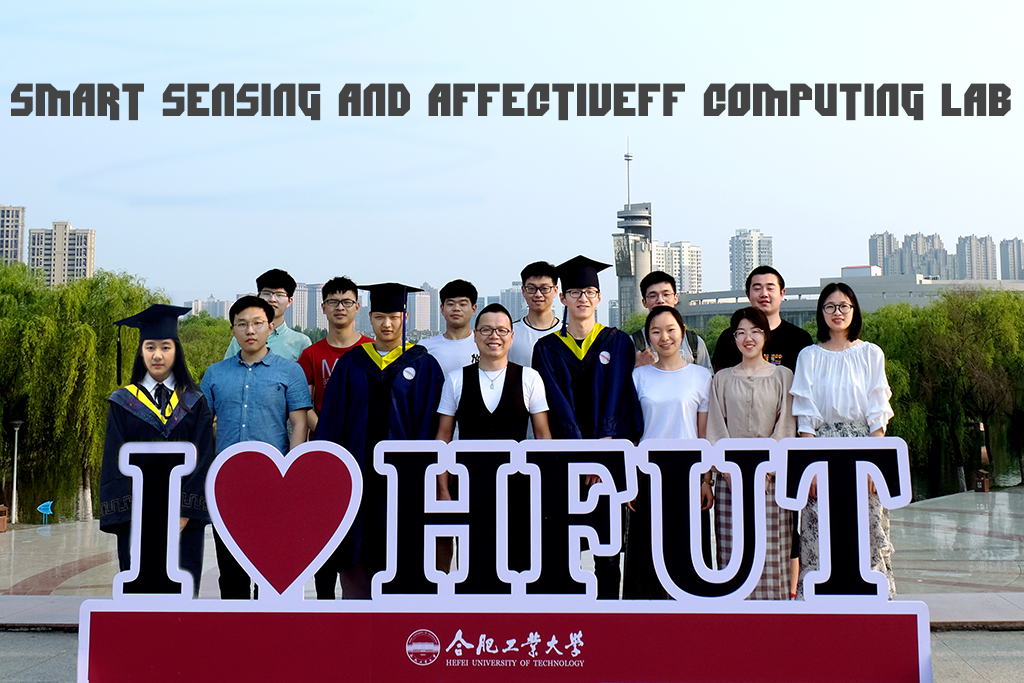 SMART SENSING AND AFFECTIVEFF COMPUTING LAB
I HFUT
合肥工业大学
HEFEI UNIVERSITY OF TECHNOLOGY